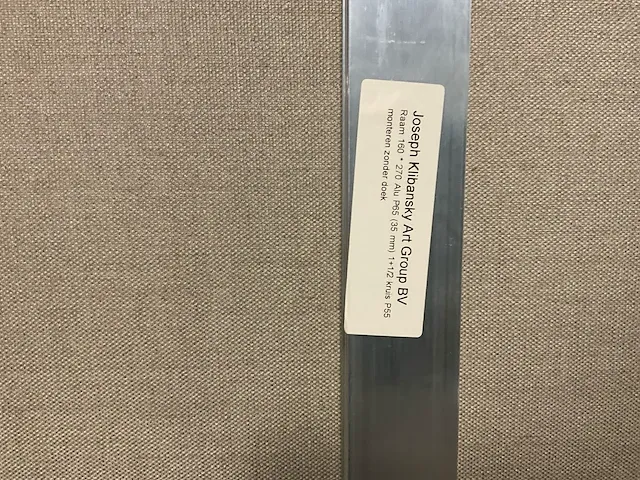 Joseph Klibansky Art Group BV
Raam 160 * 270 Alu P65 (35 mm) 1+1/2 kruis P55
monteren zonder doek